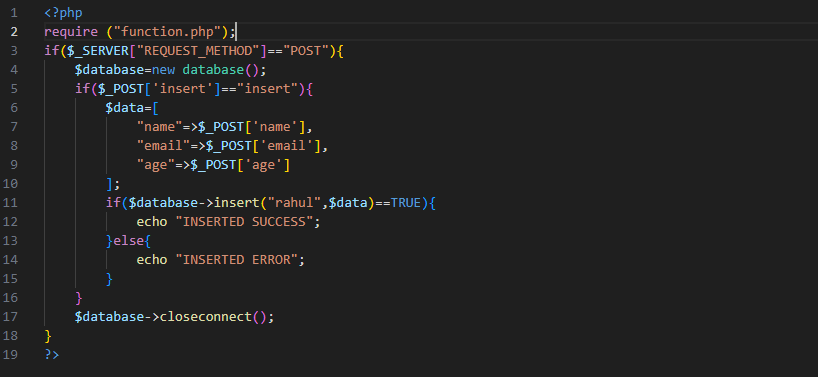 1 <?php
2 require ("function.php");
3 if($_SERVER["REQUEST_METHOD"]=="POST"){
4     $database=new database();
5     if($_POST['insert']=="insert"){
6         $data=[
7             "name"=>$_POST['name'],
8             "email"=>$_POST['email'],
9             "age"=>$_POST['age']
10         ];
11         if($database->insert("rahul",$data)==TRUE){
12             echo "INSERTED SUCCESS";
13         }else{
14             echo "INSERTED ERROR";
15         }
16     }
17     $database->closeconnect();
18 }
19 ?>